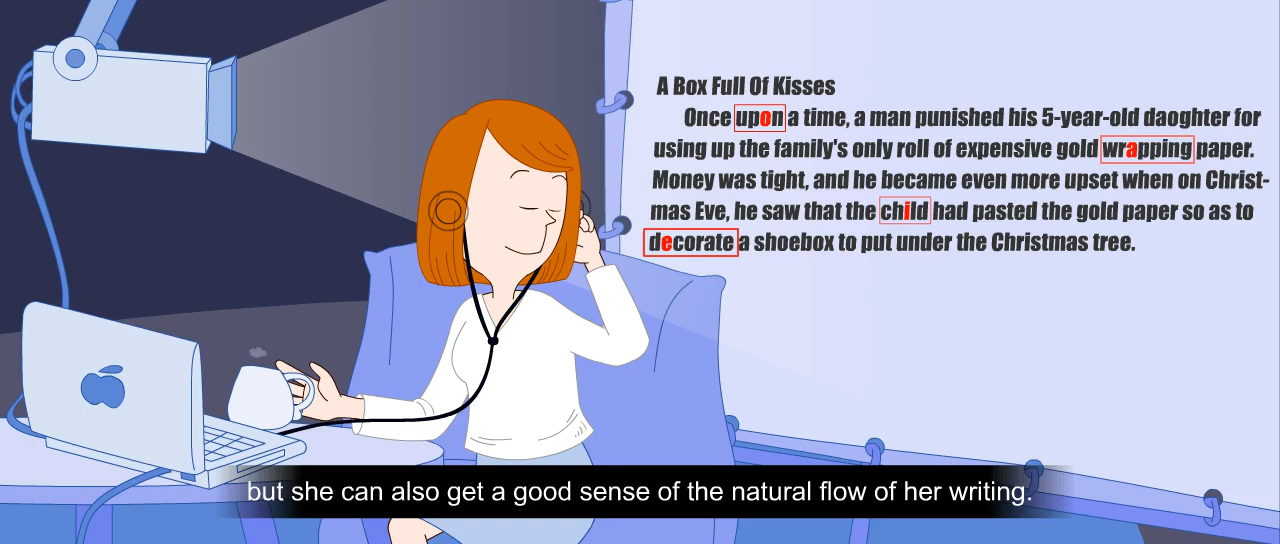 A Box Full Of Kisses
Once upon a time, a man punished his 5-year-old daoghter for
using up the family's only roll of expensive gold wrapping paper.
Money was tight, and he became even more upset when on Christ-
mas Eve, he saw that the child had pasted the gold paper so as to
decorate a shoebox to put under the Christmas tree.
but she can also get a good sense of the natural flow of her writing.